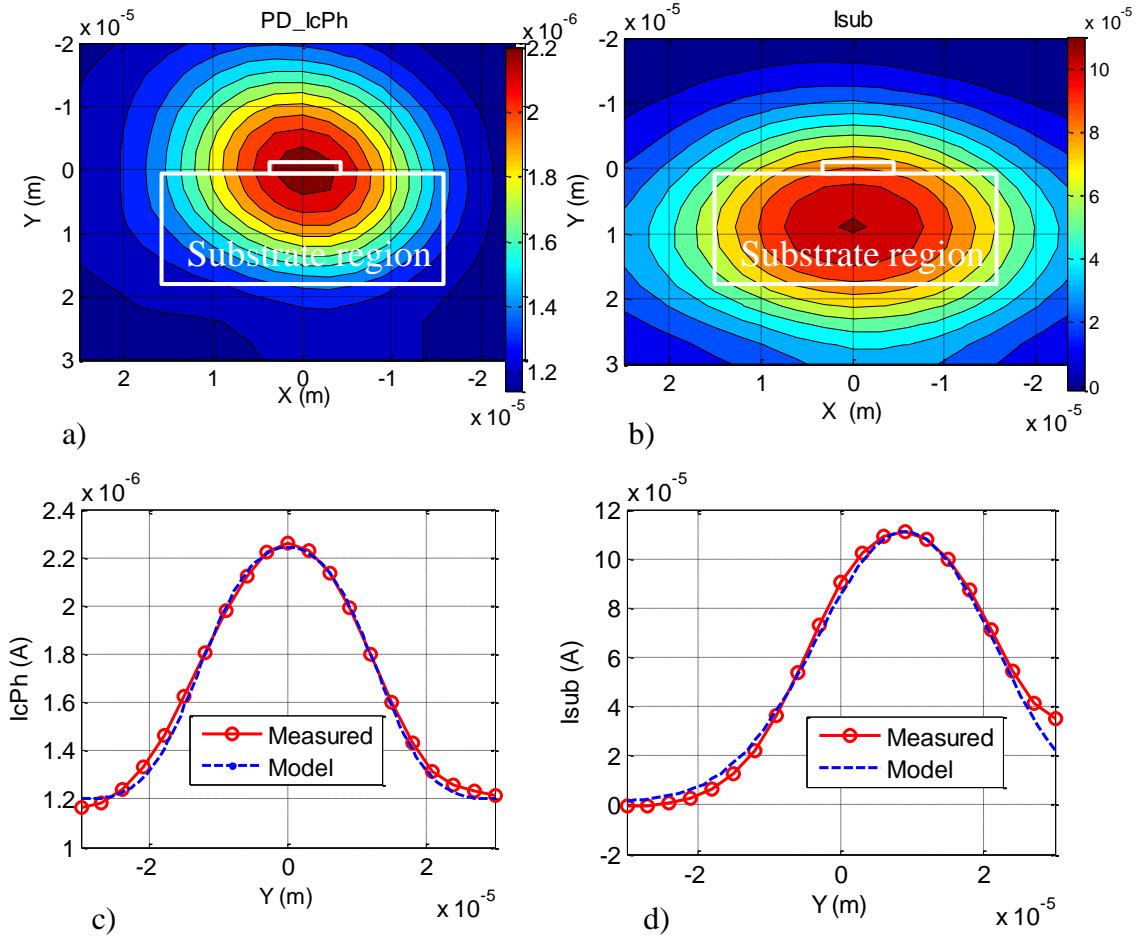 x 10⁻⁵
PD_IcPh
x 10⁻⁶
-2
-1
0
1
2
3
Y (m)
2
1
0
-1
-2
X (m)
x 10⁻⁵
2.2
2
1.8
1.6
1.4
1.2
Substrate region
a)
x 10⁻⁵
Isub
x 10⁻⁵
-2
-1
0
1
2
3
Y (m)
2
1
0
-1
-2
X (m)
x 10⁻⁵
10
8
6
4
2
0
Substrate region
b)
x 10⁻⁶
2.4
2.2
2
1.8
1.6
1.4
1.2
1
IcPh (A)
Measured
Model
-2
0
2
Y (m)
x 10⁻⁵
c)
x 10⁻⁵
12
10
8
6
4
2
0
-2
Isub (A)
Measured
Model
-2
0
2
Y (m)
x 10⁻⁵
d)